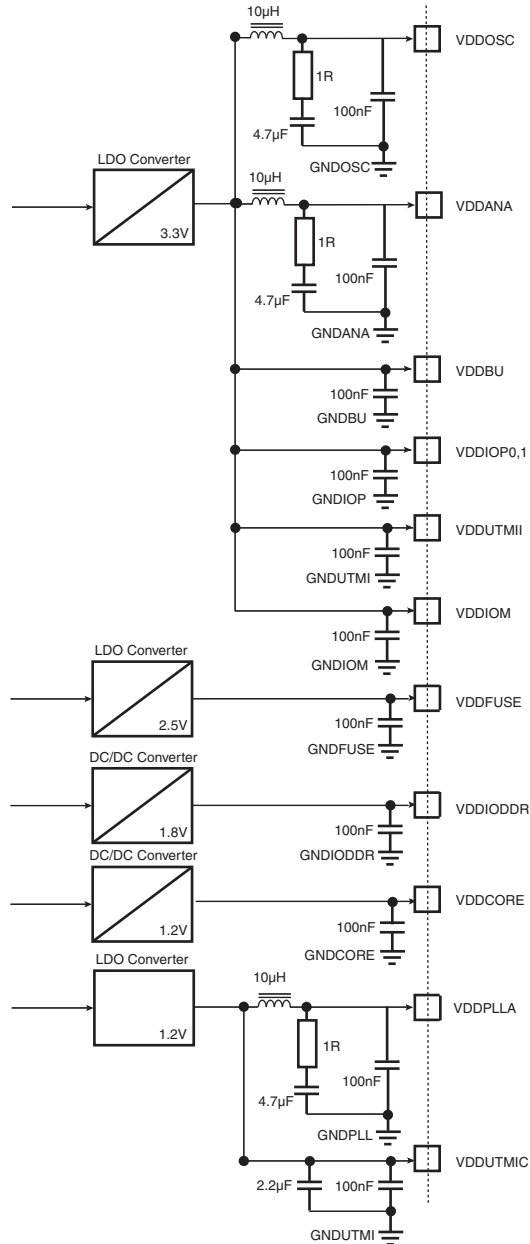 10µH
VDDOSC
1R
100nF
4.7µF
GNDOSC
LDO Converter
3.3V
10µH
VDDANA
1R
100nF
4.7µF
GNDANA
VDDBU
100nF
GNDBU
VDDIOP0,1
100nF
GNDIOP
VDDUTMII
100nF
GNDUTMI
VDDIOM
100nF
GNDIOM
LDO Converter
2.5V
VDDFUSE
100nF
GNDFUSE
DC/DC Converter
1.8V
VDDIODDR
100nF
GNDIODDR
DC/DC Converter
1.2V
VDDCORE
100nF
GNDCORE
LDO Converter
1.2V
10µH
VDDPLLA
1R
100nF
4.7µF
GNDPLL
VDDUTMIC
2.2µF
100nF
GNDUTMI